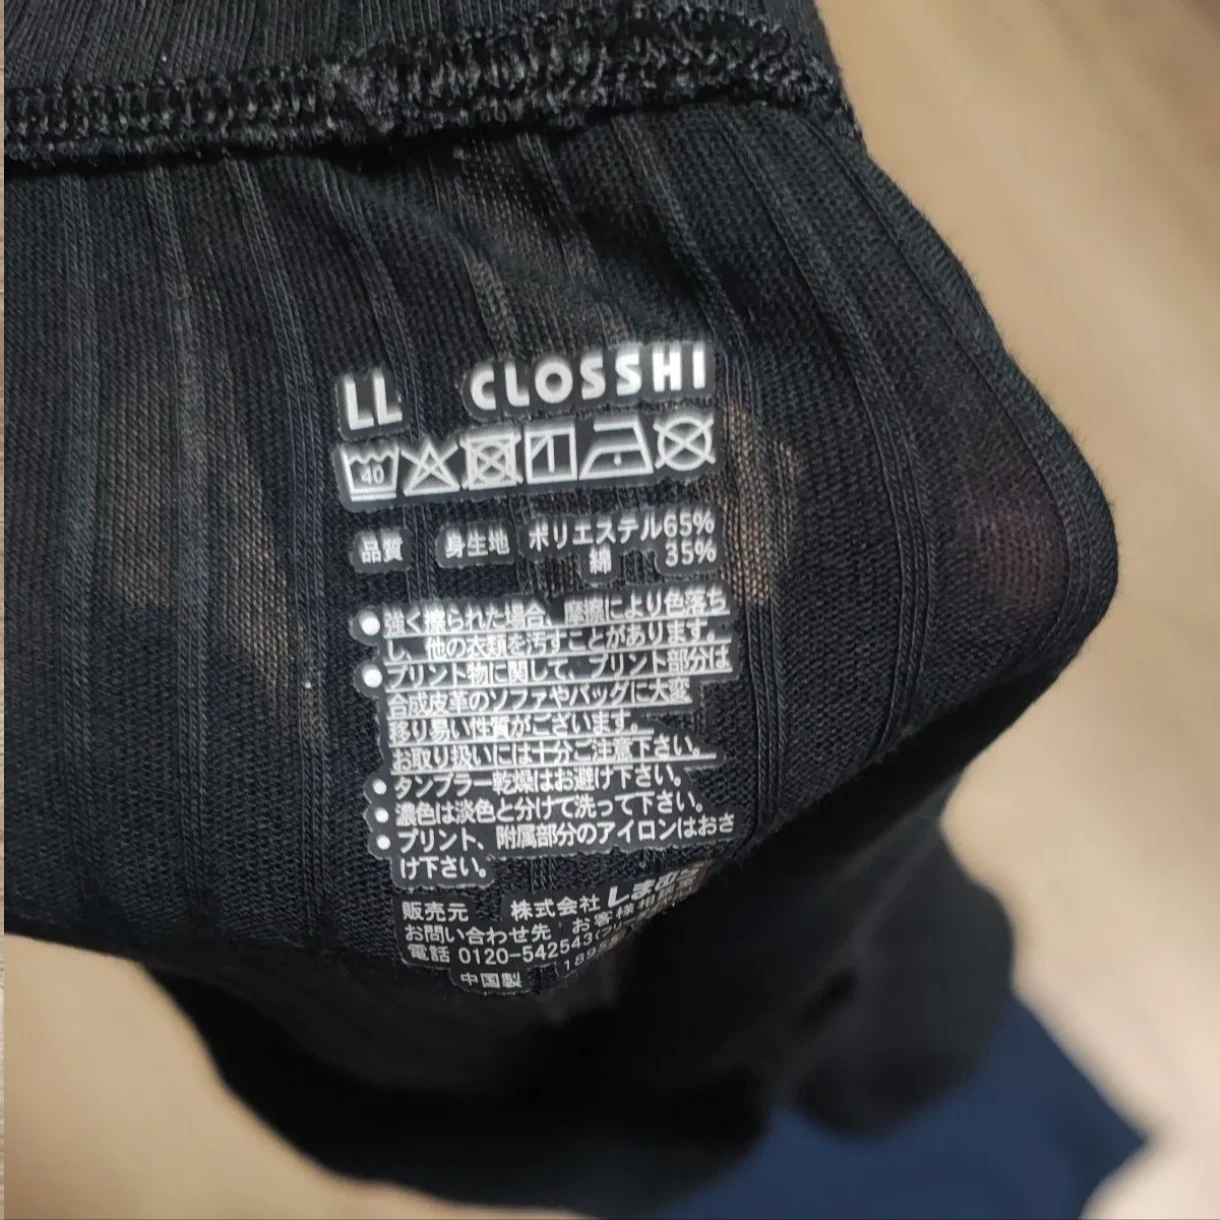 LL CLOSSHI
40
品質 身生地 ポリエステル65%
綿 35%
●強く擦られた場合、摩擦により色落ち
し、他の衣類を汚すことがあります。
●プリント物に関して、プリント部分は
合成皮革のソファやバッグに大変
移り易い性質がございます。
お取り扱いには十分ご注意下さい。
●タンブラー乾燥はお避け下さい。
●濃色は淡色と分けて洗って下さい。
●プリント、附属部分のアイロンはおさ
け下さい。
販売元 株式会社 しまむら
お問い合わせ先 お客様相談室
電話 0120-542543
中国製